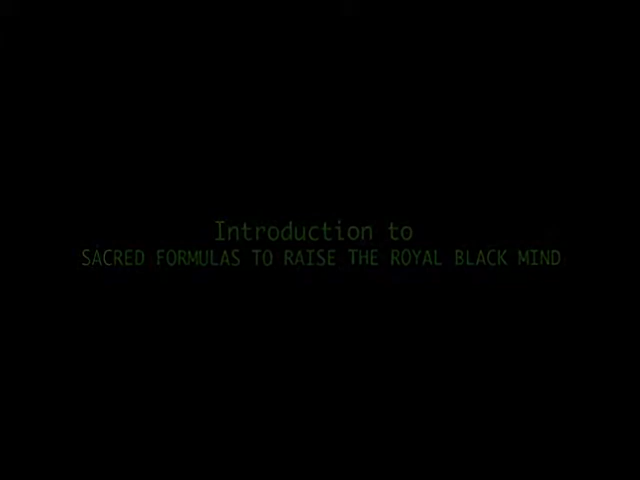 Introduction to
SACRED FORMULAS TO RAISE THE ROYAL BLACK MIND